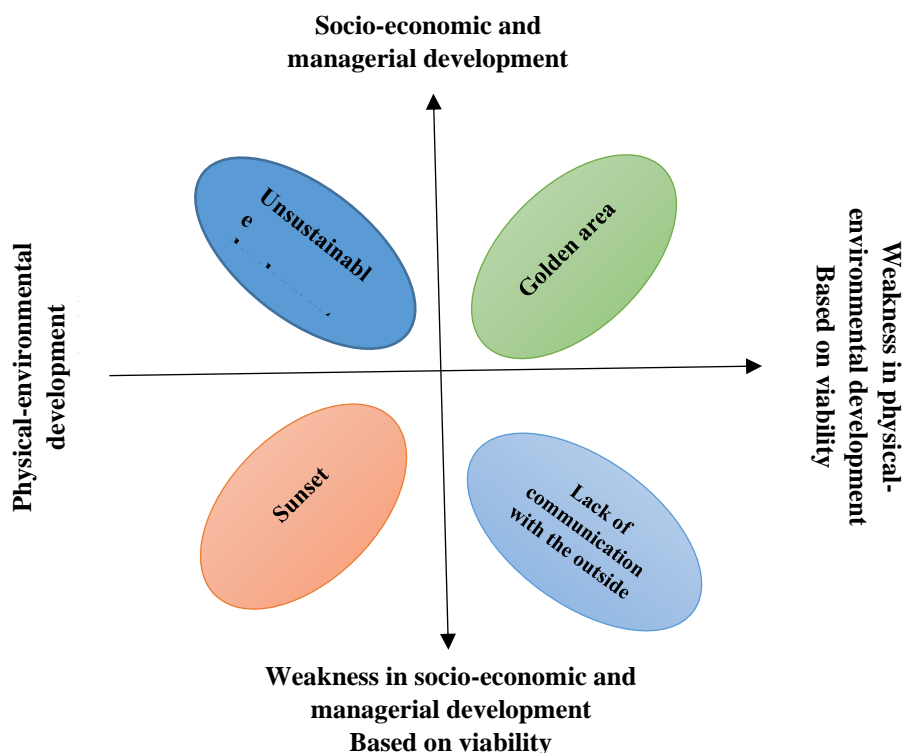 Socio-economic and
managerial development
Unsustainabl
e
Golden area
Physical-environmental
development
Weakness in physical-
environmental development
Based on viability
Sunset
Lack of
communication
with the outside
Weakness in socio-economic and
managerial development
Based on viability